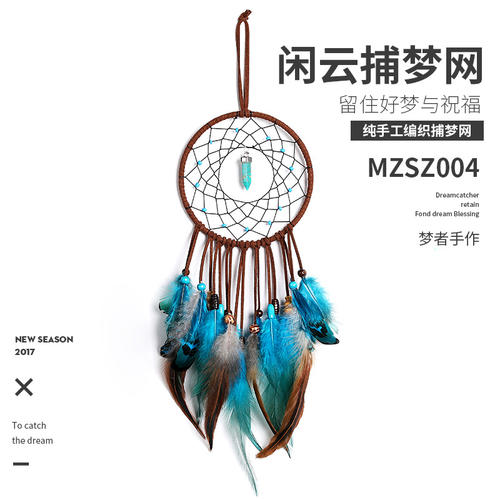 闲云捕梦网
留住好梦与祝福
纯手工编织捕梦网
MZSZ004
Dreamcatcher
retain
Fond dream Blessing
梦者手作
NEW SEASON
2017
To catch
the dream